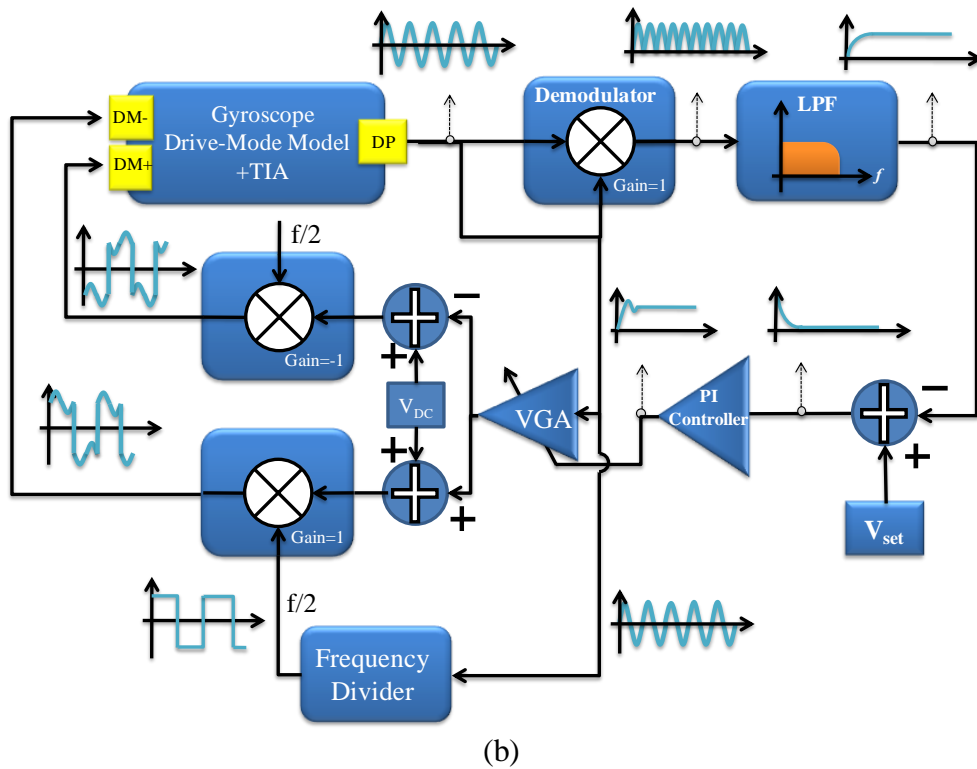 DM-
DM+
Gyroscope
Drive-Mode Model
+TIA
DP
Demodulator
Gain=1
LPF
f
f/2
Gain=-1
−
+
V_DC
VGA
PI
Controller
−
+
V_set
+
+
Gain=1
f/2
Frequency
Divider
(b)